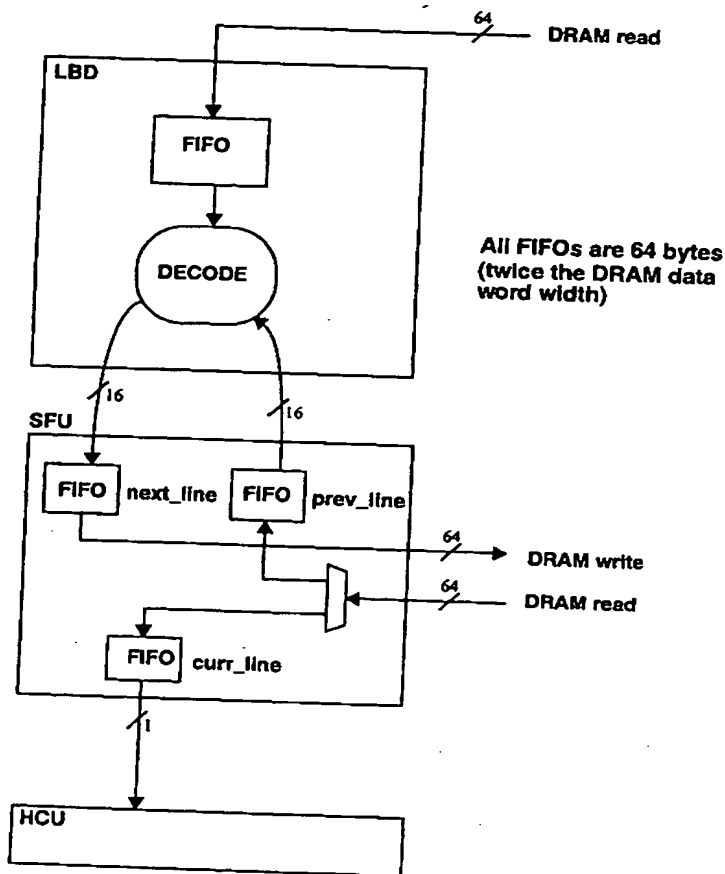 64
DRAM read
LBD
FIFO
DECODE
All FIFOs are 64 bytes
(twice the DRAM data
word width)
16
16
SFU
FIFO
next_line
FIFO
prev_line
64
DRAM write
64
DRAM read
FIFO
curr_line
1
HCU